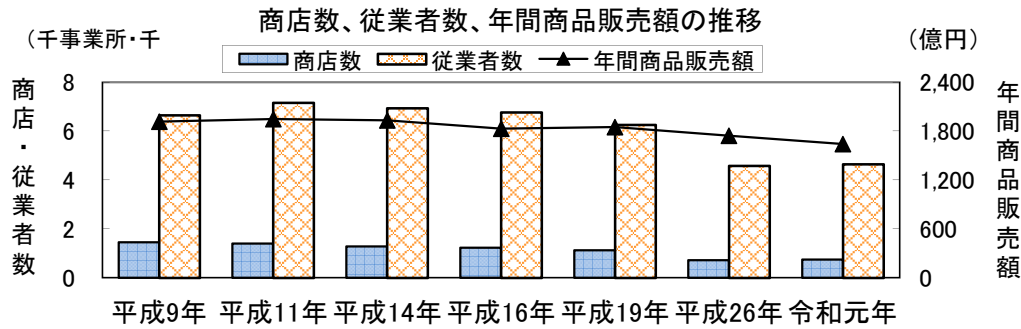 商店数、従業者数、年間商品販売額の推移
（千事業所・千
（億円）
商店数 従業者数 年間商品販売額
商店・従業者数
8
6
4
2
0
2,400
1,800
1,200
600
0
年間商品販売額
平成9年 平成11年 平成14年 平成16年 平成19年 平成26年 令和元年